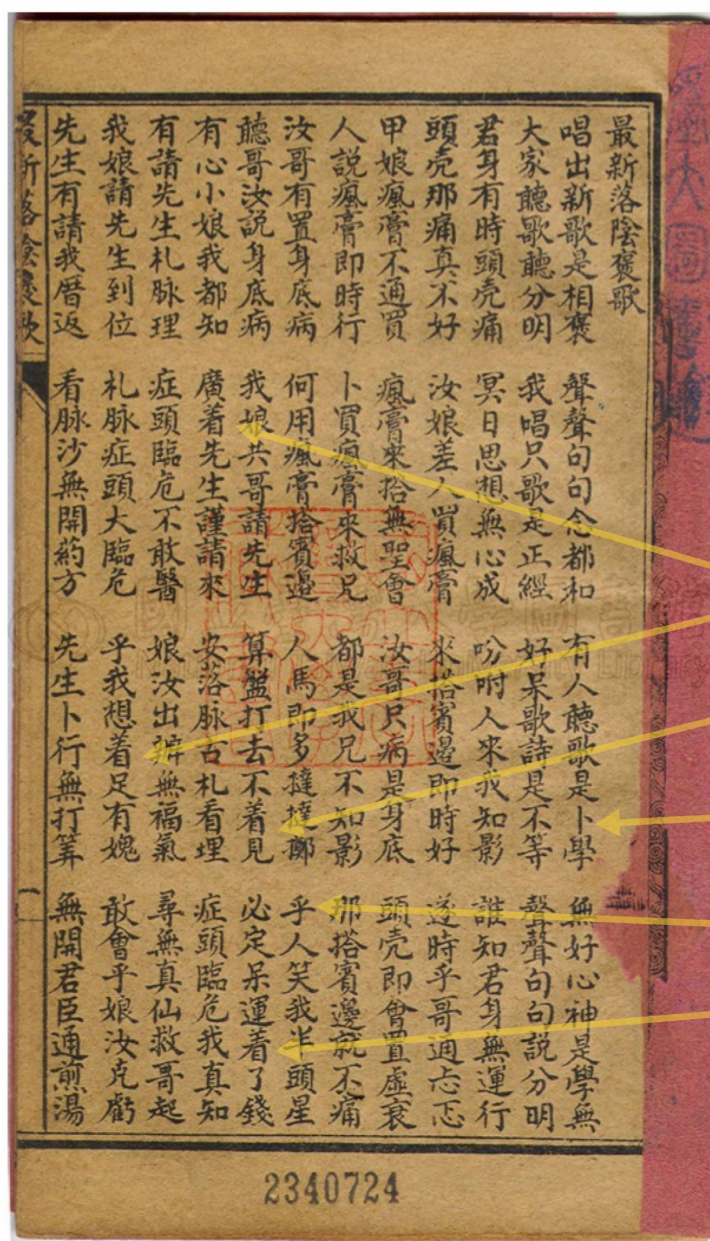 最新落陰褒歌
唱出新歌是相褒 聲聲句句念都和 有人聽歌是卜學 無好心神是學無
大家聽歌聽分明 我唱只歌是正經 好呆歌詩是不等 聲聲句句說分明
君身有時頭壳痛 冥日思想無心成 吩咐人來我知影 誰知君身無運行
頭壳那痛真不好 汝娘差人買瘋膏 來搭賓邊即時好 遂時乎哥通忐忑
甲娘瘋膏不通買 瘋膏來搭無聖會 汝哥只病是身底 頭壳即會置虛衰
人說瘋膏即時行 卜買瘋膏來救兄 都是我兄不知影 那搭賓邊就不痛
汝哥有置身底病 何用瘋膏搭賓邊 人馬即多撻撻鄭 乎人笑我半頭星
聽哥汝說身底病 我娘共哥請先生 算盤打去不着見 必定呆運着了錢
有心小娘我都知 廣着先生謹請來 安落脉古札看埋 症頭臨危我真知
有請先生札脉理 症頭臨危不敢醫 娘汝出辦無福氣 尋無真仙救哥起
我娘請先生到位 札脉症頭大臨危 乎我想着足有媿 敢會乎娘汝克虧
先生有請我厝返 看脉沙無開葯方 先生卜行無打算 無開君臣通煎湯
最新落陰褒歌
一
2340724